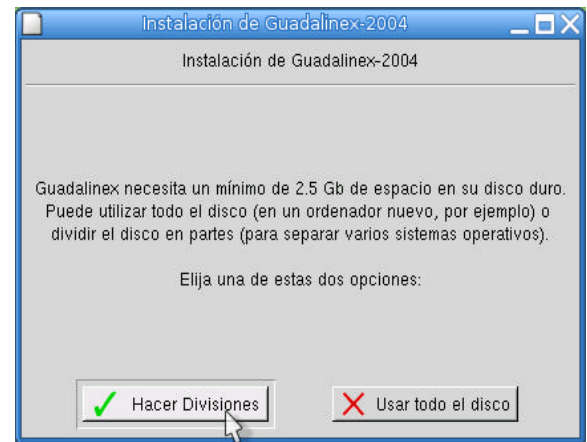 Instalación de Guadalinex-2004
Instalación de Guadalinex-2004
Guadalinex necesita un mínimo de 2.5 Gb de espacio en su disco duro.
Puede utilizar todo el disco (en un ordenador nuevo, por ejemplo) o
dividir el disco en partes (para separar varios sistemas operativos).
Elija una de estas dos opciones:
Hacer Divisiones
Usar todo el disco